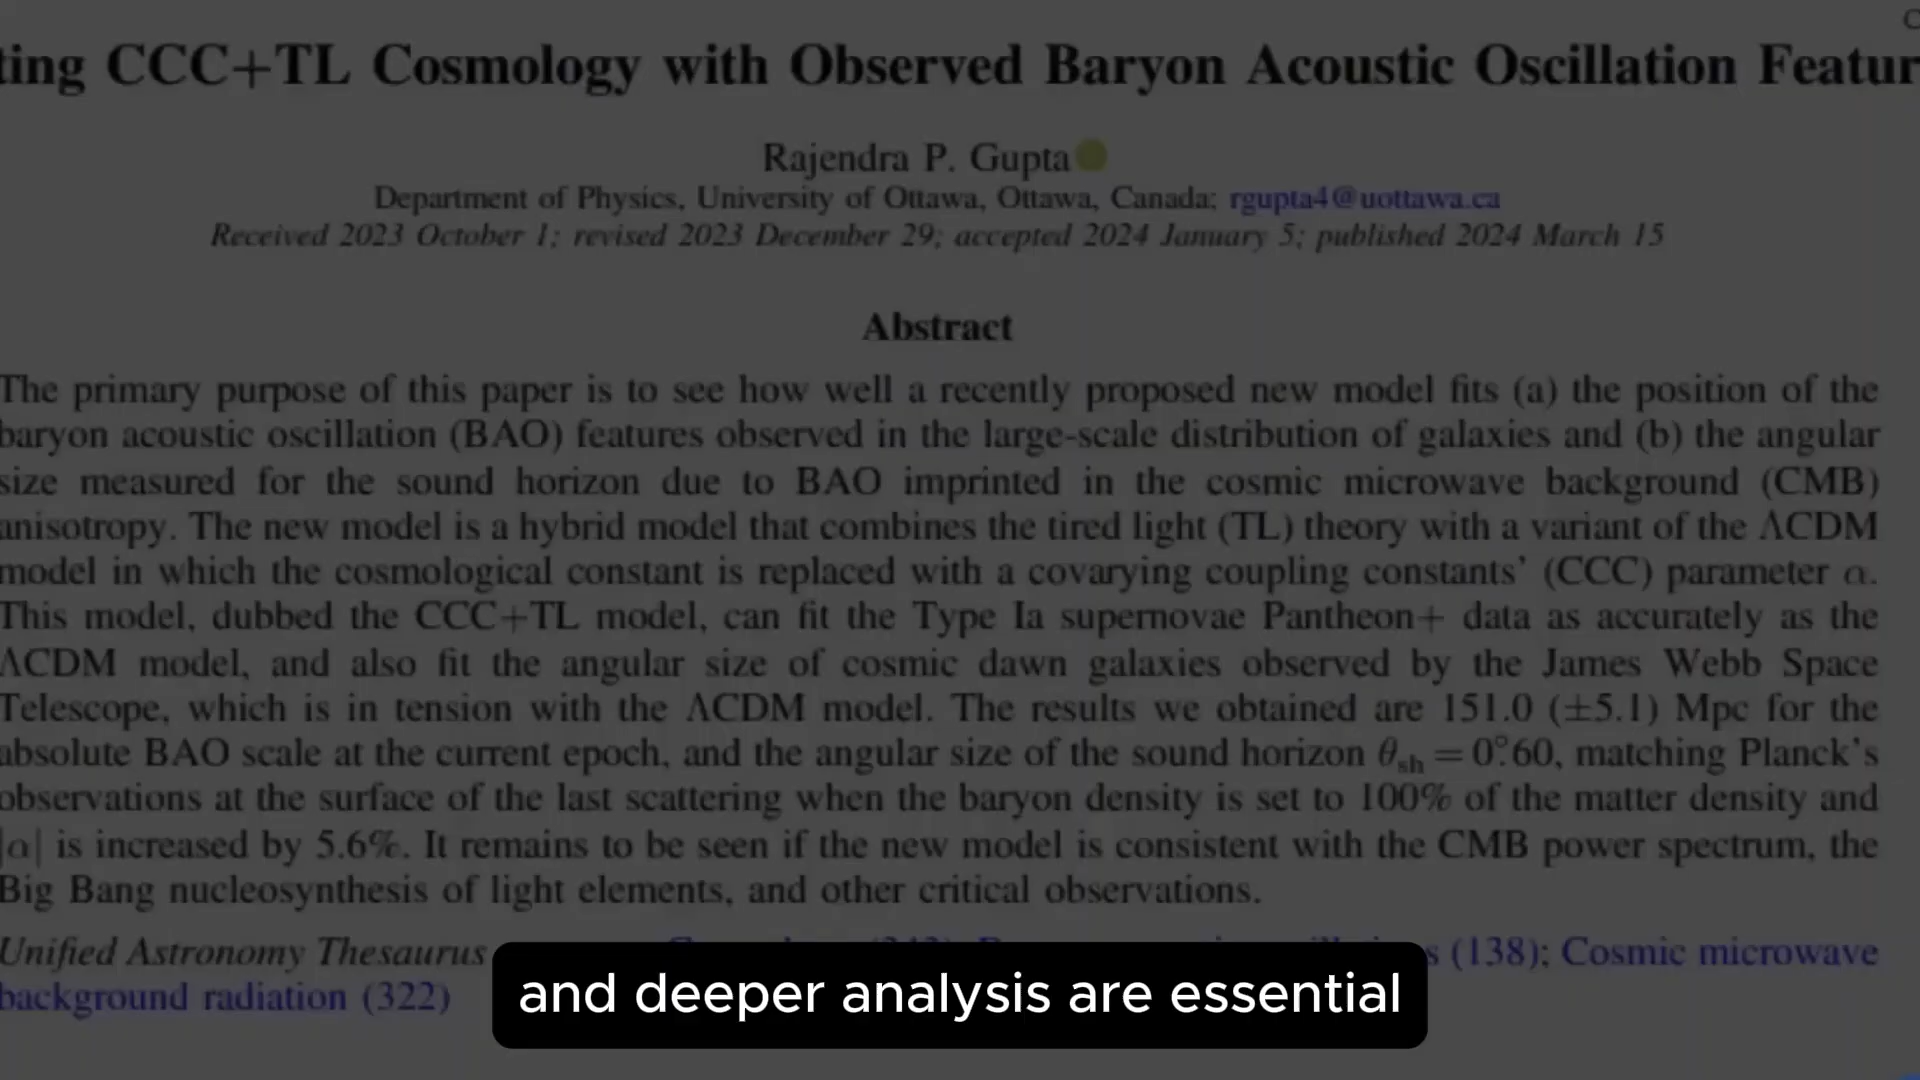 ting CCC+TL Cosmology with Observed Baryon Acoustic Oscillation Featur
Rajendra P. Gupta
Department of Physics, University of Ottawa, Ottawa, Canada; rgupta4@uottawa.ca
Received 2023 October 1; revised 2023 December 29; accepted 2024 January 5; published 2024 March 15
Abstract
The primary purpose of this paper is to see how well a recently proposed new model fits (a) the position of the
baryon acoustic oscillation (BAO) features observed in the large-scale distribution of galaxies and (b) the angular
size measured for the sound horizon due to BAO imprinted in the cosmic microwave background (CMB)
anisotropy. The new model is a hybrid model that combines the tired light (TL) theory with a variant of the ΛCDM
model in which the cosmological constant is replaced with a covarying coupling constants' (CCC) parameter α.
This model, dubbed the CCC+TL model, can fit the Type Ia supernovae Pantheon+ data as accurately as the
ΛCDM model, and also fit the angular size of cosmic dawn galaxies observed by the James Webb Space
Telescope, which is in tension with the ΛCDM model. The results we obtained are 151.0 (±5.1) Mpc for the
absolute BAO scale at the current epoch, and the angular size of the sound horizon θsh = 0°.60, matching Planck's
observations at the surface of the last scattering when the baryon density is set to 100% of the matter density and
|α| is increased by 5.6%. It remains to be seen if the new model is consistent with the CMB power spectrum, the
Big Bang nucleosynthesis of light elements, and other critical observations.
Unified Astronomy Thesaurus s (138); Cosmic microwave
background radiation (322)
and deeper analysis are essential